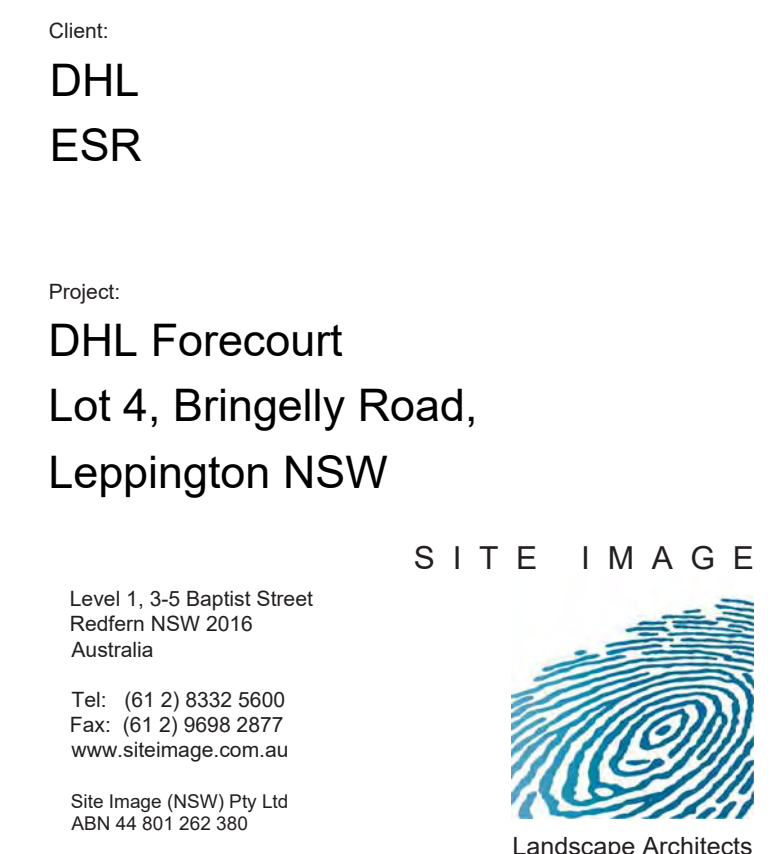 Client:
DHL
ESR
Project:
DHL Forecourt
Lot 4, Bringelly Road,
Leppington NSW
SITE IMAGE
Level 1, 3-5 Baptist Street
Redfern NSW 2016
Australia
Tel: (61 2) 8332 5600
Fax: (61 2) 9698 2877
www.siteimage.com.au
Site Image (NSW) Pty Ltd
ABN 44 801 262 380
Landscape Architects